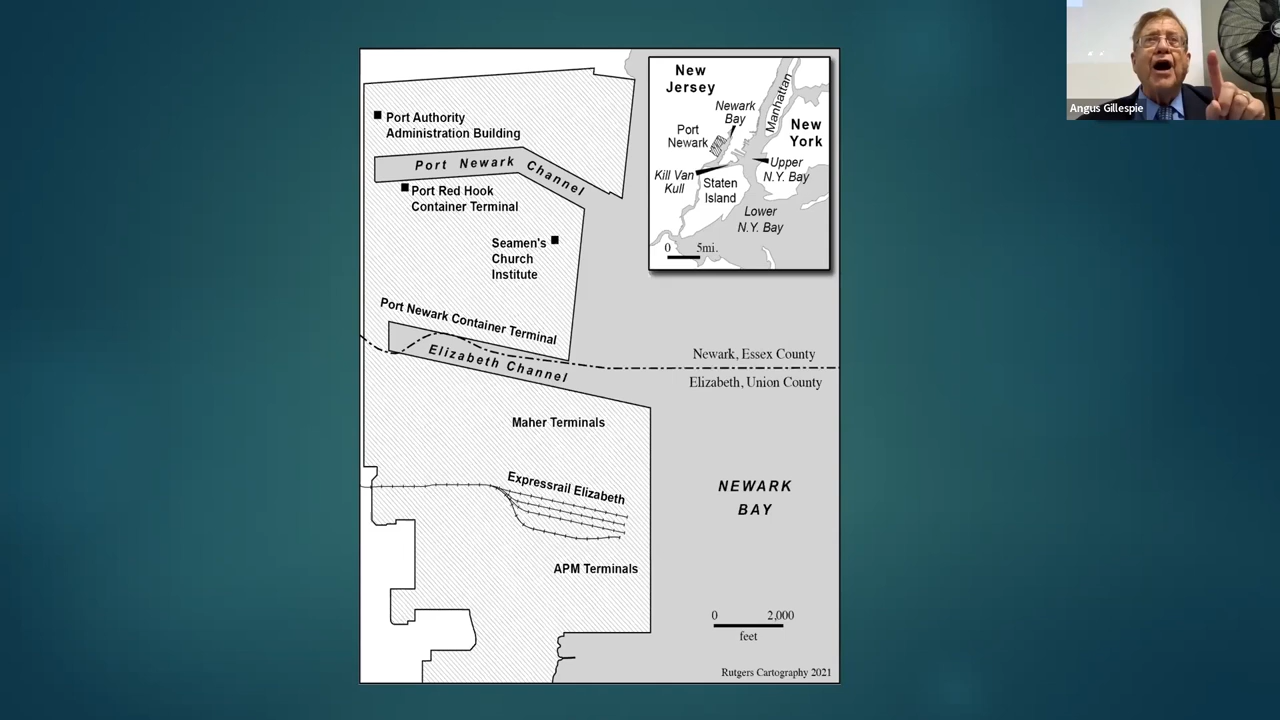 Port Authority
Administration Building
Port Newark Channel
Port Red Hook
Container Terminal
Seamen's
Church
Institute
Port Newark Container Terminal
Elizabeth Channel
Newark, Essex County
Elizabeth, Union County
Maher Terminals
Expressrail Elizabeth
NEWARK
BAY
APM Terminals
0 2,000
feet
Rutgers Cartography 2021
New
Jersey
Newark
Bay
Manhattan
Port
Newark
New
York
Kill Van
Kull
Upper
N.Y. Bay
Staten
Island
Lower
N.Y. Bay
0 5mi.
Angus Gillespie